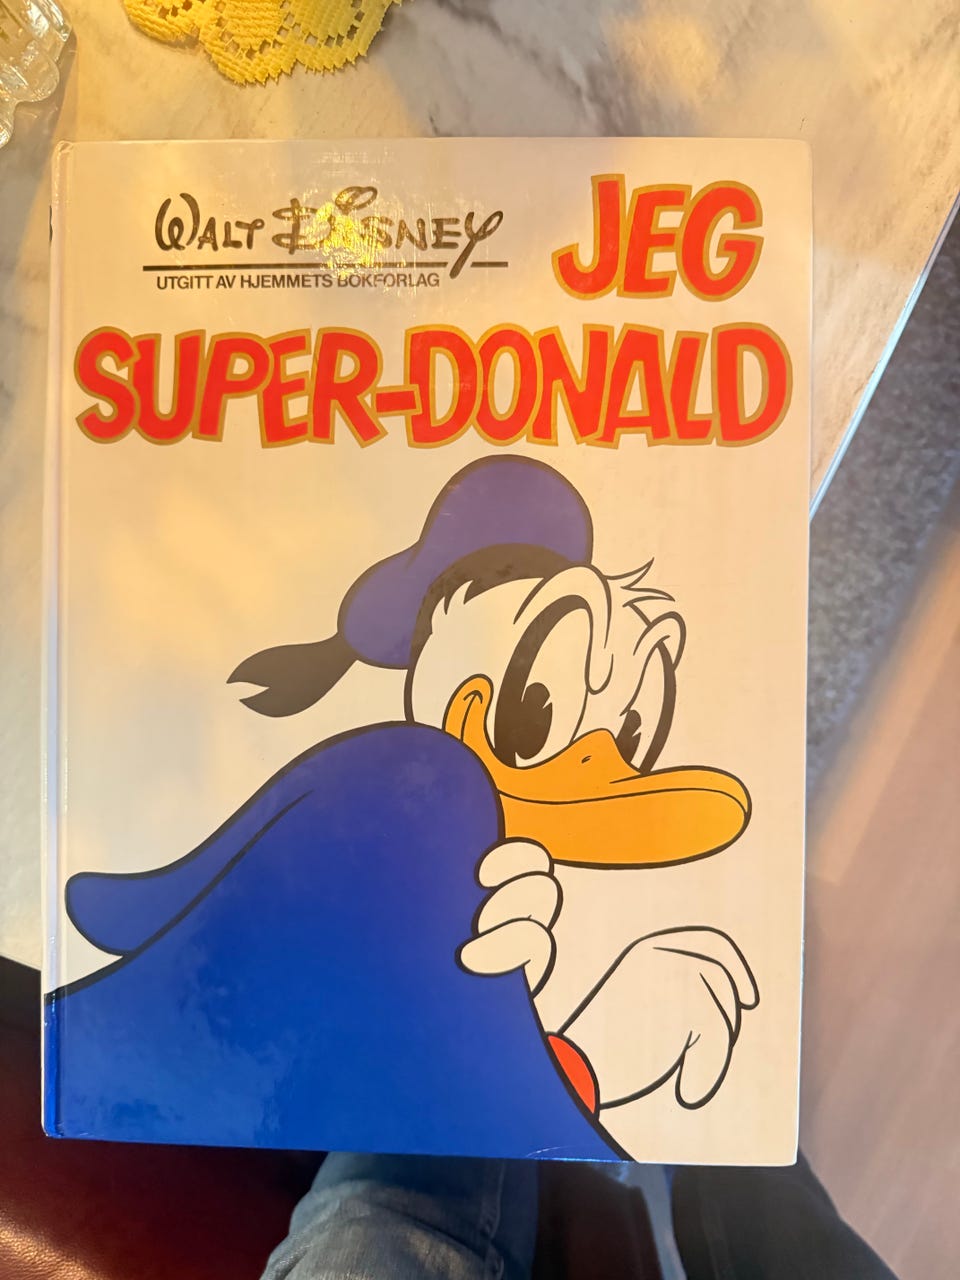 WALT DISNEY
UTGITT AV HJEMMETS BOKFORLAG
JEG
SUPER-DONALD